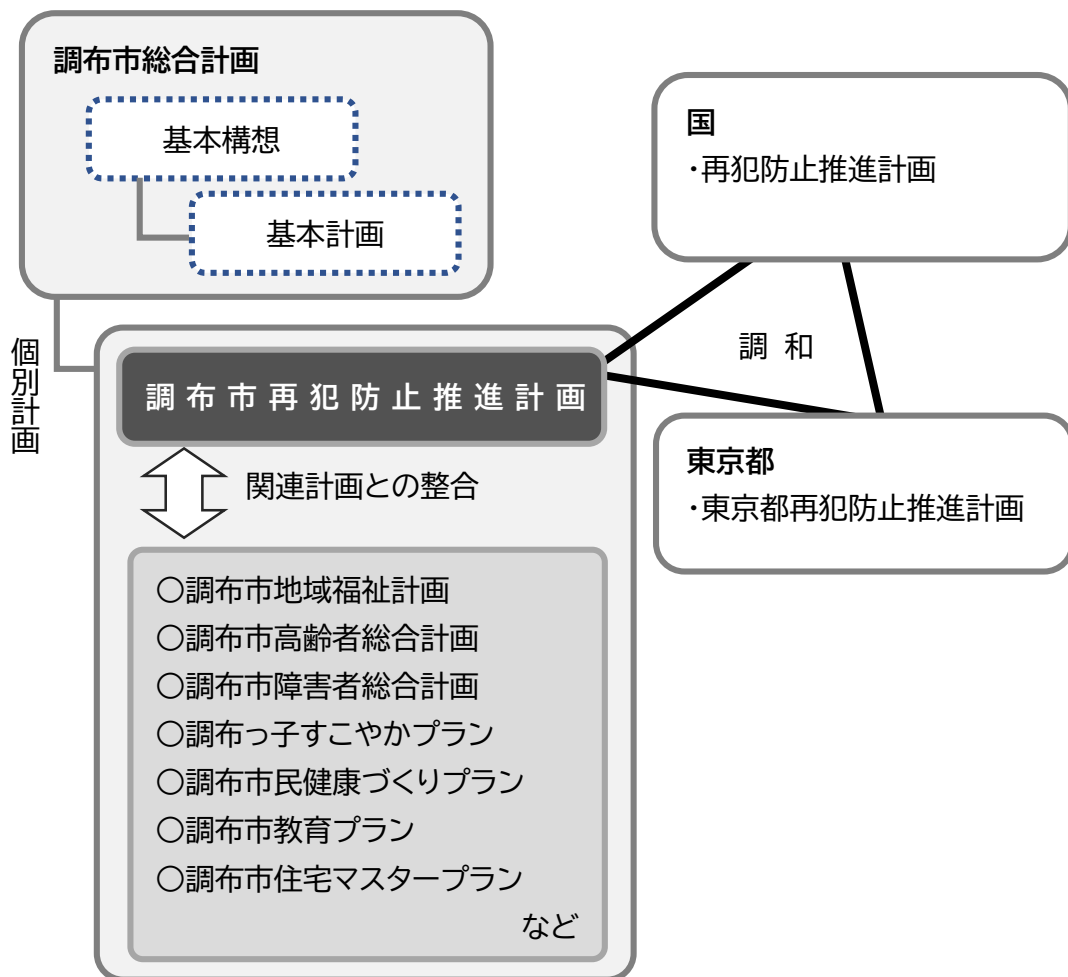 調布市総合計画
基本構想
基本計画
国
・再犯防止推進計画
調和
個別計画
調布市再犯防止推進計画
東京都
・東京都再犯防止推進計画
関連計画との整合
○調布市地域福祉計画
○調布市高齢者総合計画
○調布市障害者総合計画
○調布っ子すこやかプラン
○調布市民健康づくりプラン
○調布市教育プラン
○調布市住宅マスタープラン
など